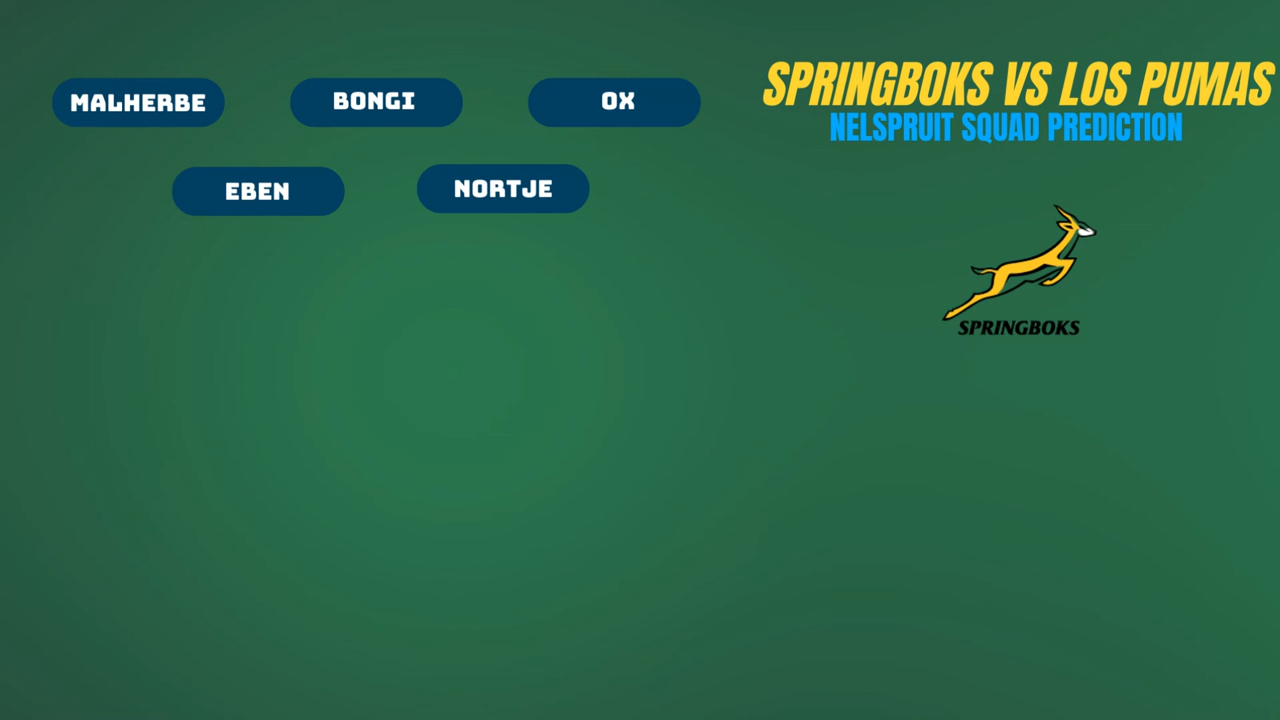 SPRINGBOKS VS LOS PUMAS
NELSPRUIT SQUAD PREDICTION
MALHERBE
BONGI
OX
EBEN
NORTJE
SPRINGBOKS